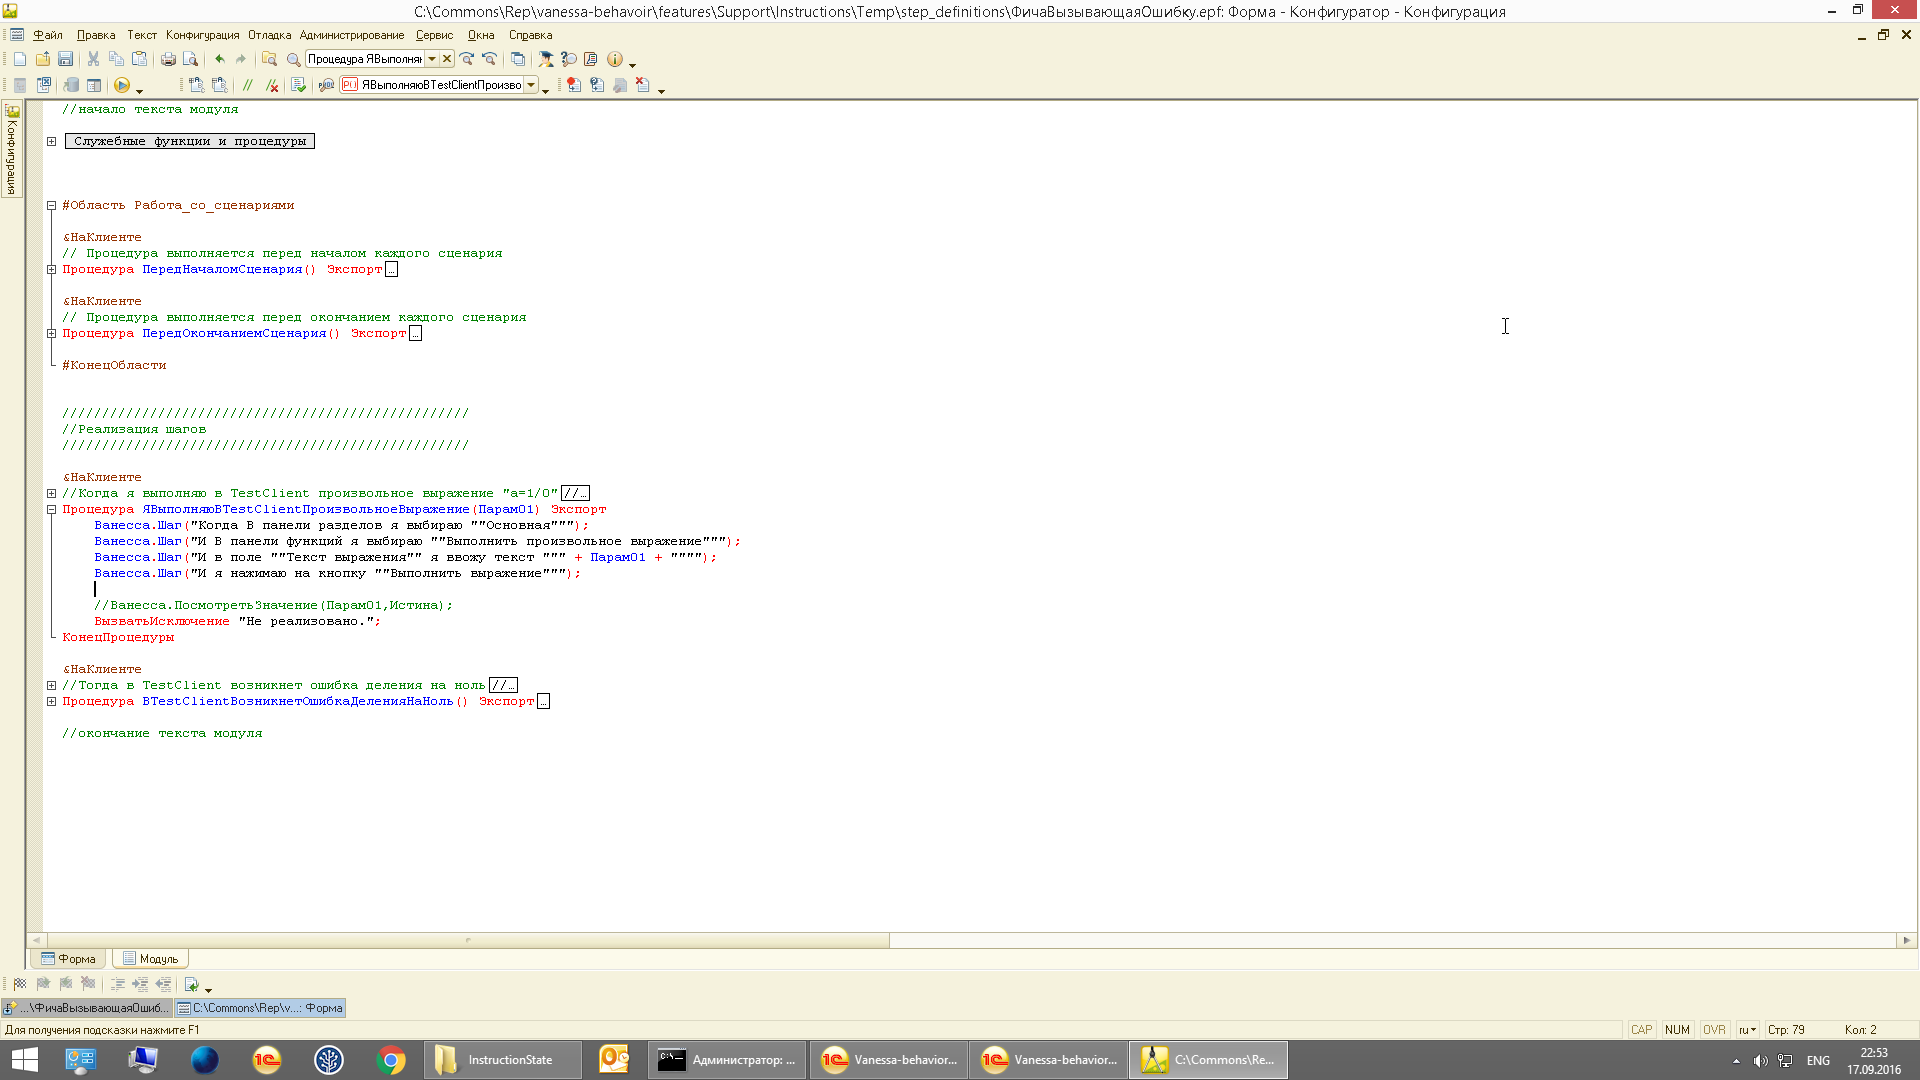 C:\Commons\Rep\vanessa-behavoir\features\Support\Instructions\Temp\step_definitions\ФичаВызывающаяОшибку.epf: Форма - Конфигуратор - Конфигурация
Файл Правка Текст Конфигурация Отладка Администрирование Сервис Окна Справка
Процедура ЯВыполня
ЯВыполняюВTestClientПроизво
Конфигурация
//начало текста модуля
Служебные функции и процедуры
#Область Работа_со_сценариями
&НаКлиенте
// Процедура выполняется перед началом каждого сценария
Процедура ПередНачаломСценария() Экспорт...
&НаКлиенте
// Процедура выполняется перед окончанием каждого сценария
Процедура ПередОкончаниемСценария() Экспорт...
#КонецОбласти
///////////////////////////////////////////////////
//Реализация шагов
///////////////////////////////////////////////////
&НаКлиенте
//Когда я выполняю в TestClient произвольное выражение "а=1/0"//...
Процедура ЯВыполняюВTestClientПроизвольноеВыражение(Парам01) Экспорт
Ванесса.Шаг("Когда В панели разделов я выбираю ""Основная""");
Ванесса.Шаг("И В панели функций я выбираю ""Выполнить произвольное выражение""");
Ванесса.Шаг("И в поле ""Текст выражения"" я ввожу текст """ + Парам01 + """");
Ванесса.Шаг("И я нажимаю на кнопку ""Выполнить выражение""");
//Ванесса.ПосмотретьЗначение(Парам01,Истина);
ВызватьИсключение "Не реализовано.";
КонецПроцедуры
&НаКлиенте
//Тогда в TestClient возникнет ошибка деления на ноль//...
Процедура ВTestClientВозникнетОшибкаДеленияНаНоль() Экспорт...
//окончание текста модуля
Форма Модуль
...\ФичаВызывающаяОшиб... C:\Commons\Rep\v...: Форма
Для получения подсказки нажмите F1 CAP NUM OVR ru Стр: 79 Кол: 2
InstructionState Администратор: ... Vanessa-behavior... Vanessa-behavior... C:\Commons\Re... ENG 22:53
17.09.2016